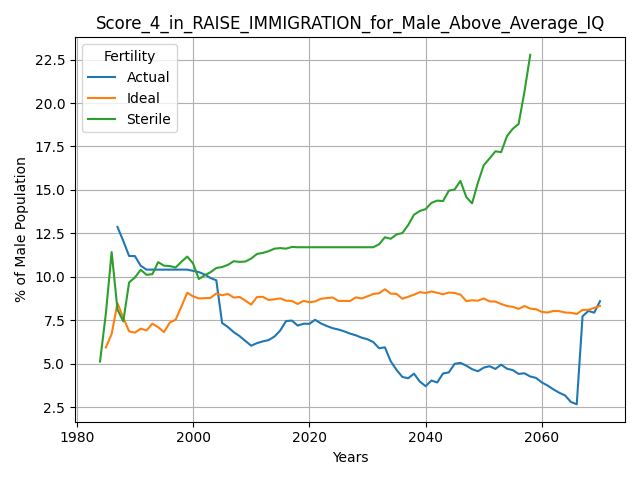 Score_4_in_RAISE_IMMIGRATION_for_Male_Above_Average_IQ
Fertility
Actual
Ideal
Sterile
% of Male Population
22.5
20.0
17.5
15.0
12.5
10.0
7.5
5.0
2.5
1980 2000 2020 2040 2060
Years